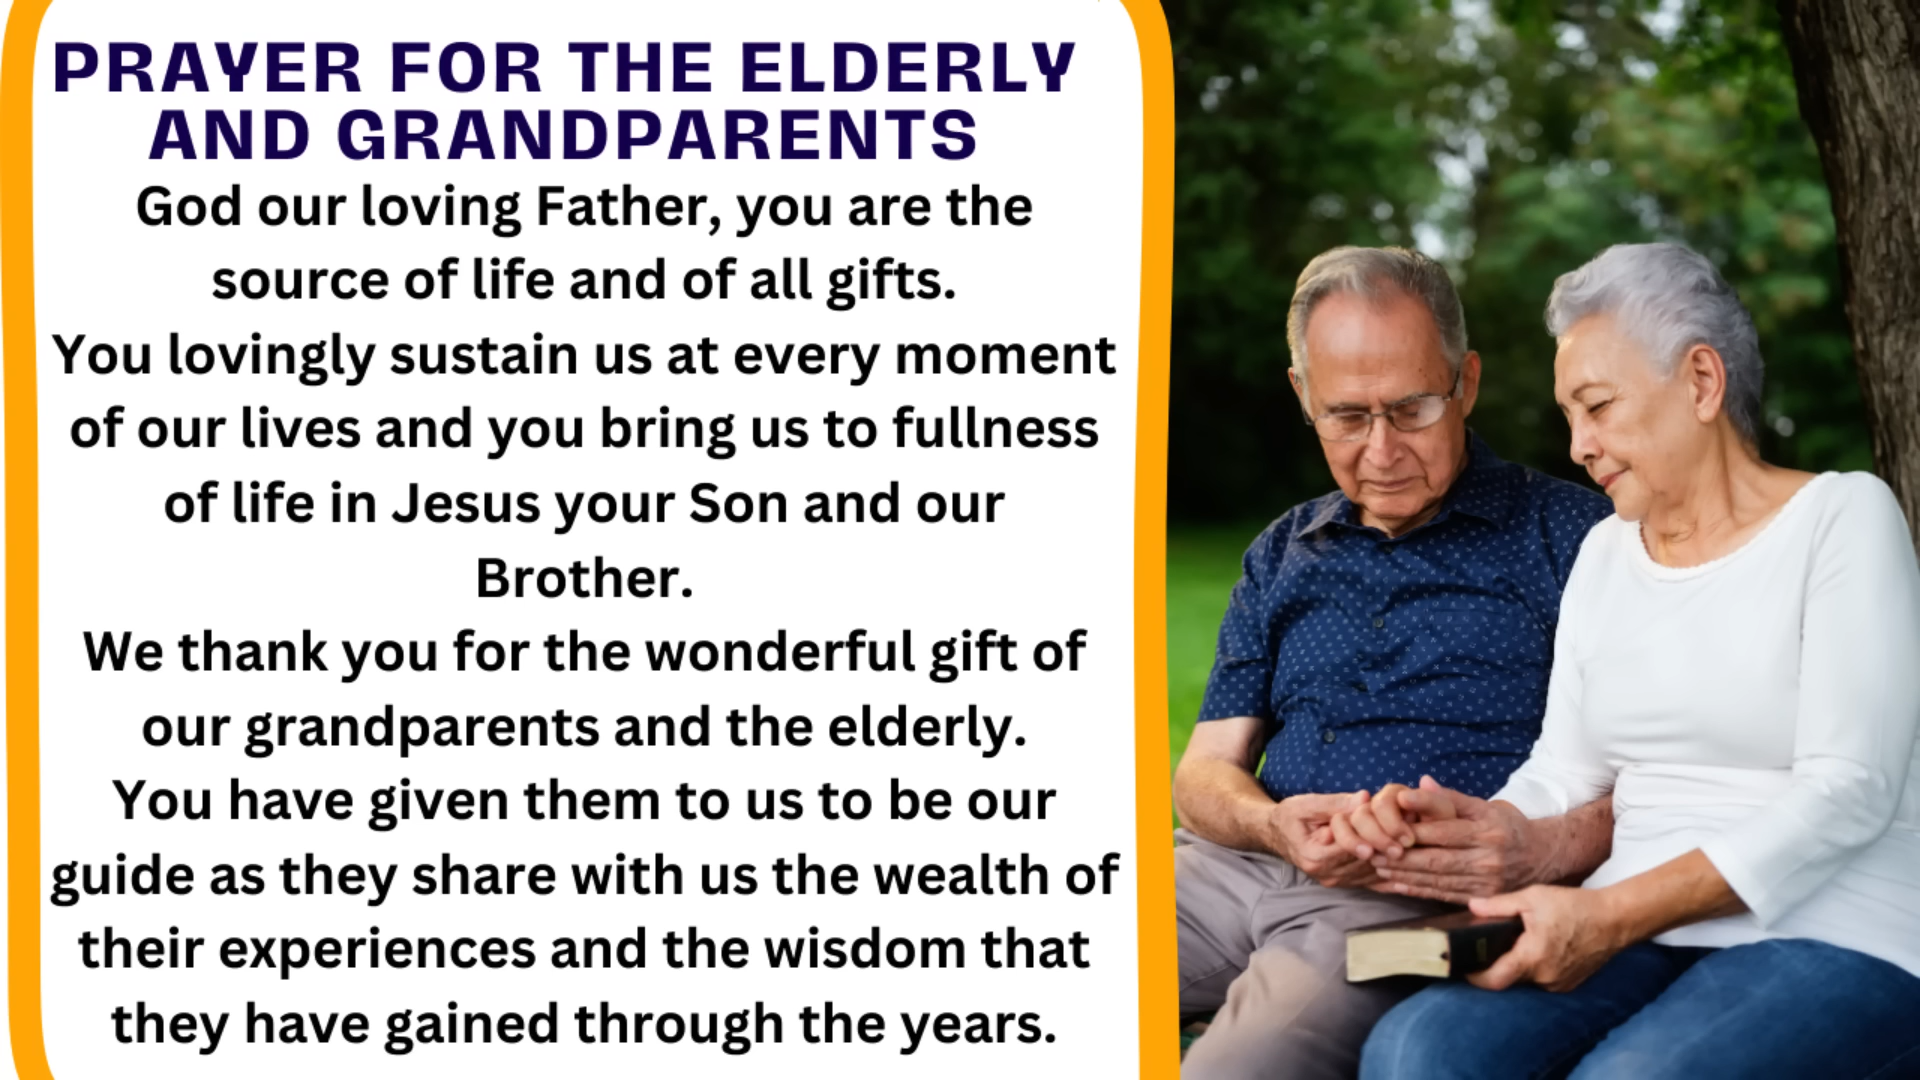 PRAYER FOR THE ELDERLY
AND GRANDPARENTS
God our loving Father, you are the
source of life and of all gifts.
You lovingly sustain us at every moment
of our lives and you bring us to fullness
of life in Jesus your Son and our
Brother.
We thank you for the wonderful gift of
our grandparents and the elderly.
You have given them to us to be our
guide as they share with us the wealth of
their experiences and the wisdom that
they have gained through the years.